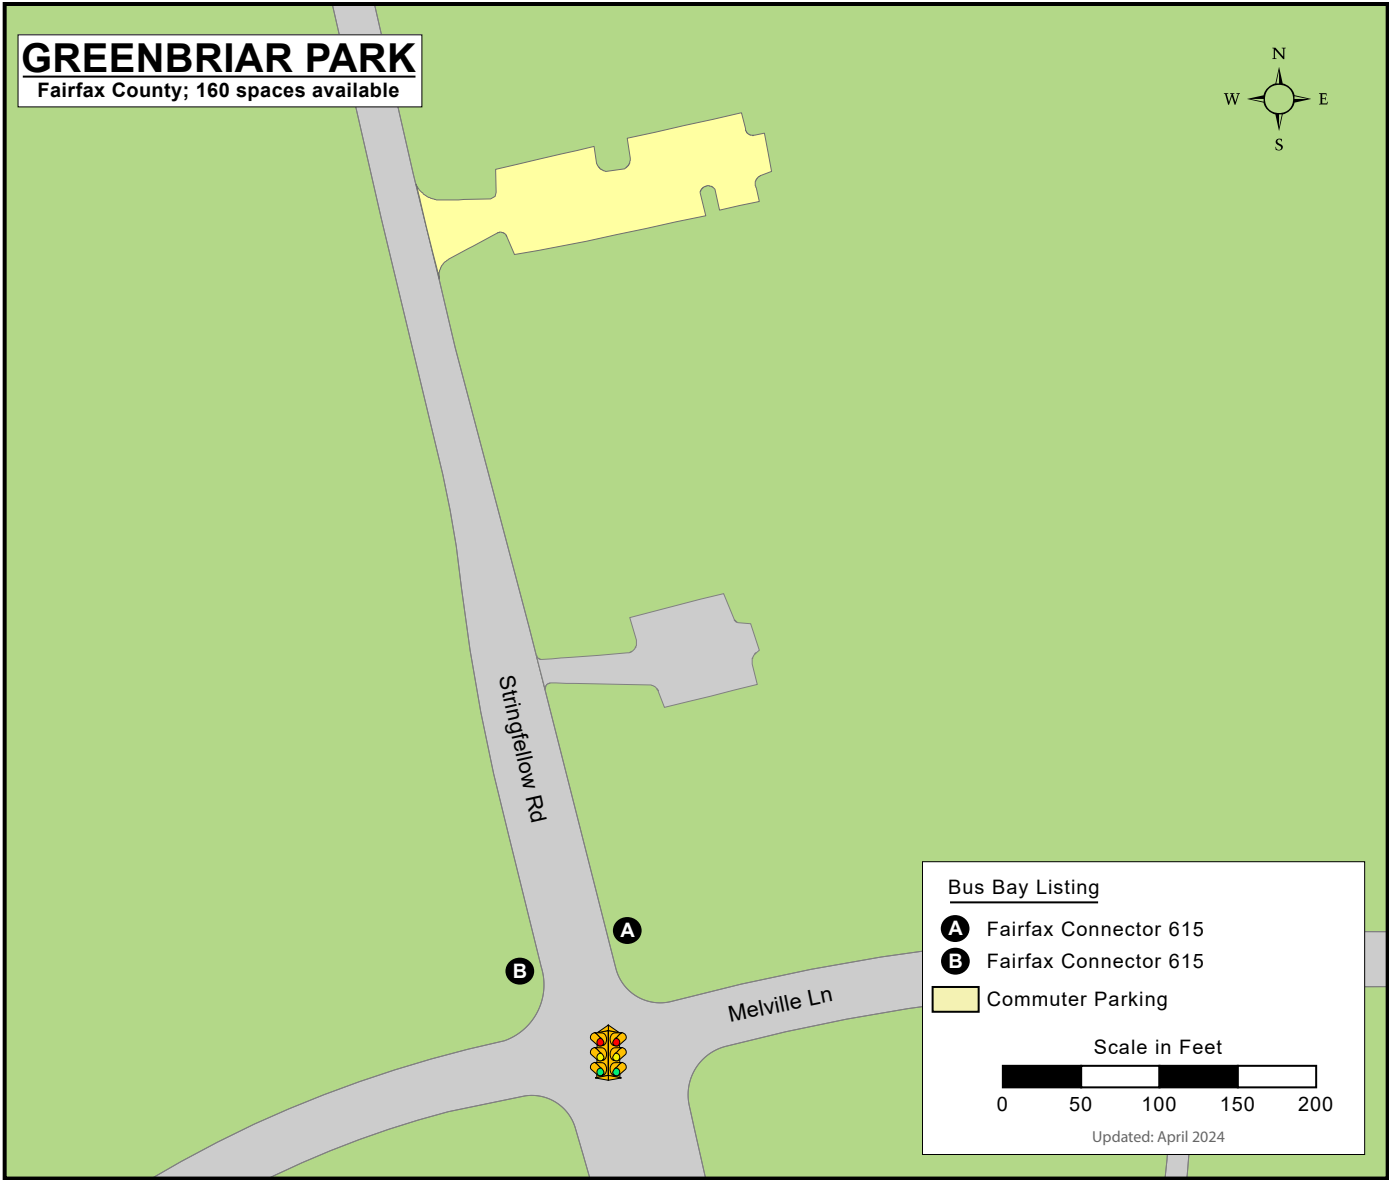 GREENBRIAR PARK
Fairfax County; 160 spaces available
N
W E
S
Stringfellow Rd
A
B
Melville Ln
Bus Bay Listing
A Fairfax Connector 615
B Fairfax Connector 615
Commuter Parking
Scale in Feet
0 50 100 150 200
Updated: April 2024